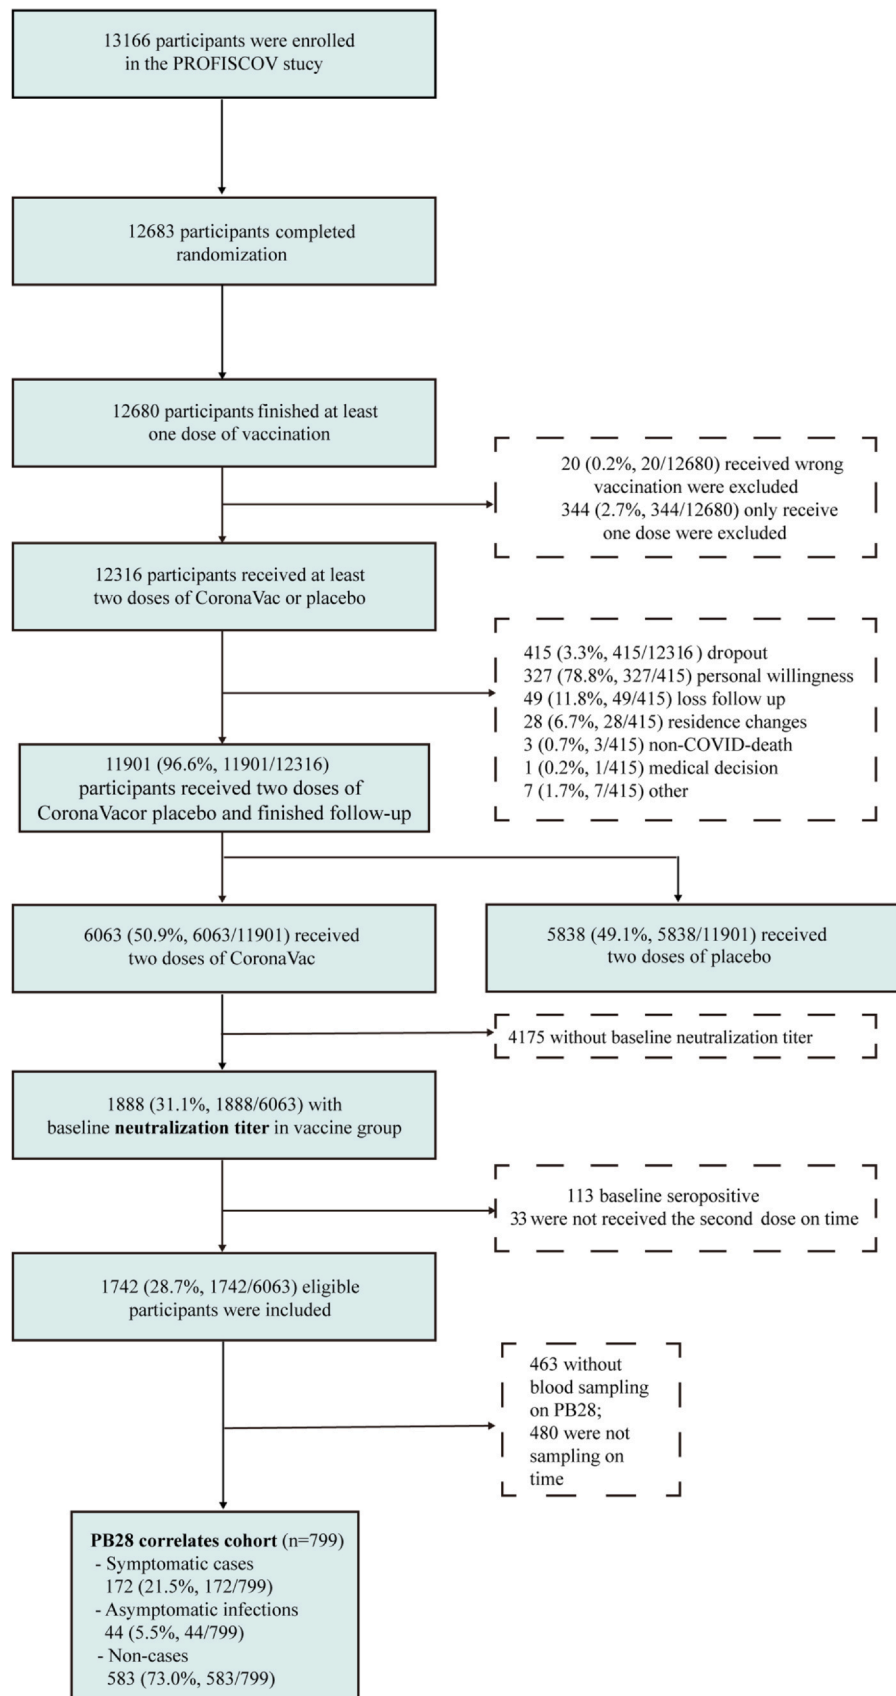 13166 participants were enrolled
in the PROFISCOV stucy
12683 participants completed
randomization
12680 participants finished at least
one dose of vaccination
20 (0.2%, 20/12680) received wrong
vaccination were excluded
344 (2.7%, 344/12680) only receive
one dose were excluded
12316 participants received at least
two doses of CoronaVac or placebo
415 (3.3%, 415/12316 ) dropout
327 (78.8%, 327/415) personal willingness
49 (11.8%, 49/415) loss follow up
28 (6.7%, 28/415) residence changes
3 (0.7%, 3/415) non-COVID-death
1 (0.2%, 1/415) medical decision
7 (1.7%, 7/415) other
11901 (96.6%, 11901/12316)
participants received two doses of
CoronaVacor placebo and finished follow-up
6063 (50.9%, 6063/11901) received
two doses of CoronaVac
5838 (49.1%, 5838/11901) received
two doses of placebo
4175 without baseline neutralization titer
1888 (31.1%, 1888/6063) with
baseline neutralization titer in vaccine group
113 baseline seropositive
33 were not received the second dose on time
1742 (28.7%, 1742/6063) eligible
participants were included
463 without
blood sampling
on PB28;
480 were not
sampling on
time
PB28 correlates cohort (n=799)
- Symptomatic cases
172 (21.5%, 172/799)
- Asymptomatic infections
44 (5.5%, 44/799)
- Non-cases
583 (73.0%, 583/799)